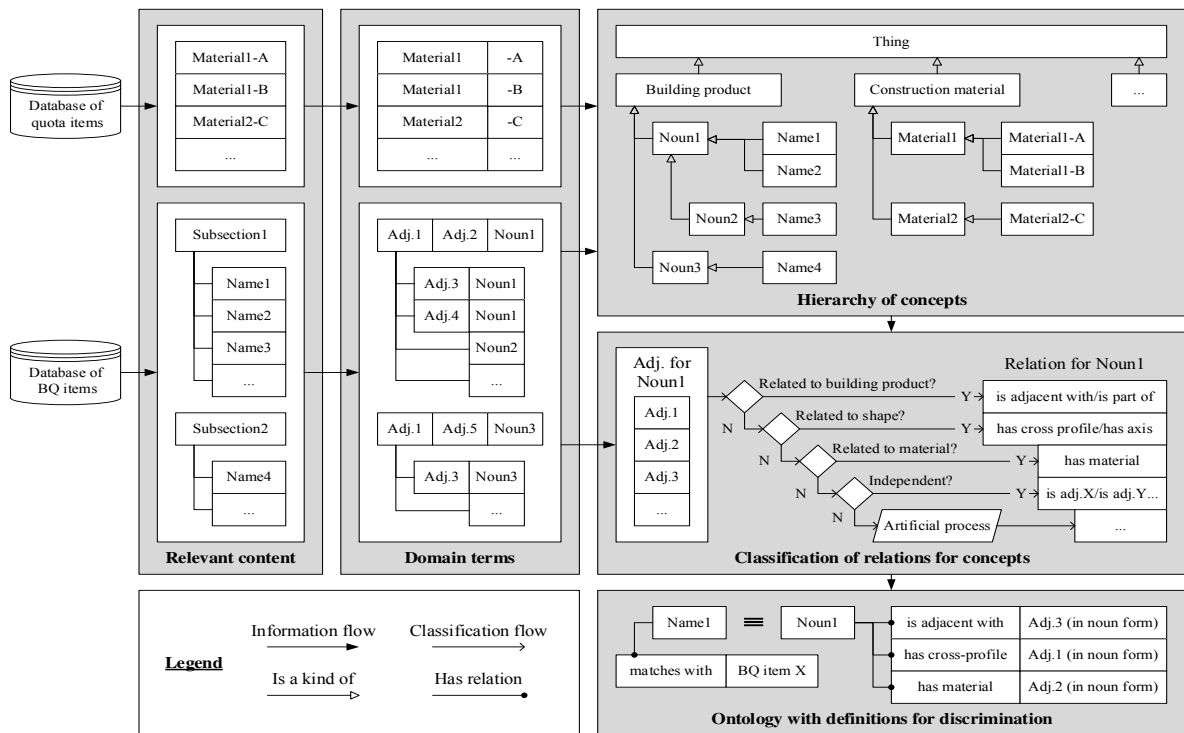 Database of
quota items
Database of
BQ items
Material1-A
Material1-B
Material2-C
...
Subsection1
Name1
Name2
Name3
...
Subsection2
Name4
...
Relevant content
Material1 -A
Material1 -B
Material2 -C
... ...
Adj.1 Adj.2 Noun1
Adj.3 Noun1
Adj.4 Noun1
Noun2
...
Adj.1 Adj.5 Noun3
Adj.3 Noun3
...
Domain terms
Thing
Building product Construction material ...
Noun1 Name1 Material1 Material1-A
Name2 Material1-B
Noun2 Name3 Material2 Material2-C
Noun3 Name4
Hierarchy of concepts
Adj. for
Noun1
Adj.1
Adj.2
Adj.3
...
Relation for Noun1
Related to building product? Y is adjacent with/is part of
N Related to shape? Y has cross profile/has axis
N Related to material? Y has material
N Independent? Y is adj.X/is adj.Y...
N Artificial process ...
Classification of relations for concepts
Legend
Information flow Classification flow
Is a kind of Has relation
Name1 ≡ Noun1 is adjacent with Adj.3 (in noun form)
has cross-profile Adj.1 (in noun form)
matches with BQ item X has material Adj.2 (in noun form)
Ontology with definitions for discrimination